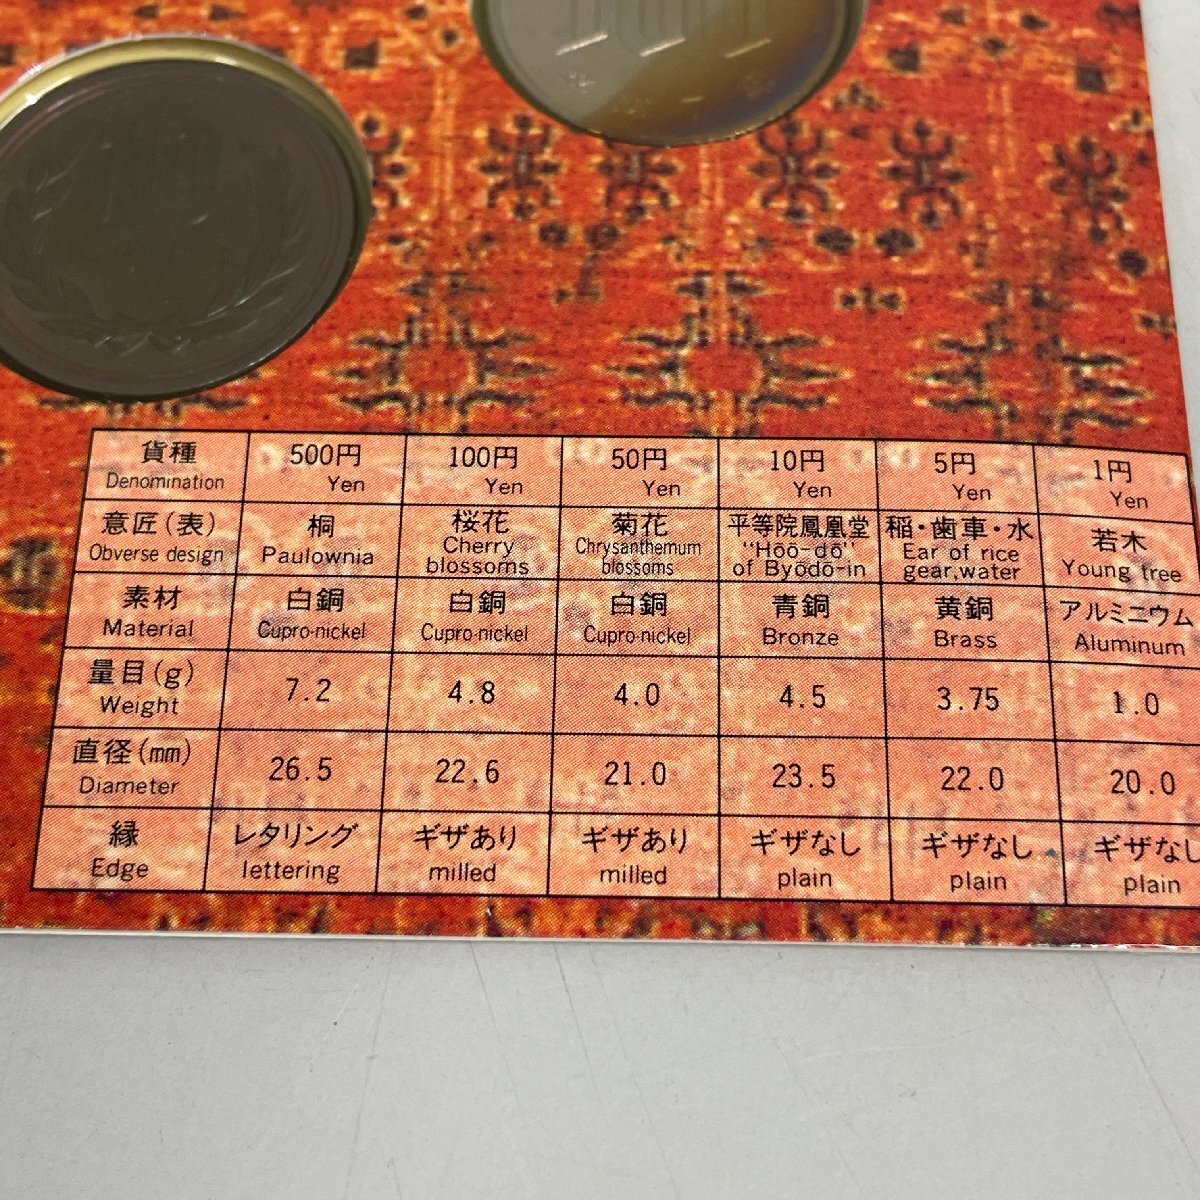 10
貨種 500円 100円 50円 10円 5円 1円
Denomination Yen Yen Yen Yen Yen Yen
意匠(表) 桐 桜花 菊花 平等院鳳凰堂 稲・歯車・水 若木
Obverse design Paulownia Cherry blossoms Chrysanthemum blossoms "Hōō-dō" of Byōdō-in Ear of rice gear,water Young tree
素材 白銅 白銅 白銅 青銅 黄銅 アルミニウム
Material Cupro-nickel Cupro-nickel Cupro-nickel Bronze Brass Aluminum
量目(g) 7.2 4.8 4.0 4.5 3.75 1.0
Weight
直径(mm) 26.5 22.6 21.0 23.5 22.0 20.0
Diameter
縁 レタリング ギザあり ギザあり ギザなし ギザなし ギザなし
Edge lettering milled milled plain plain plain